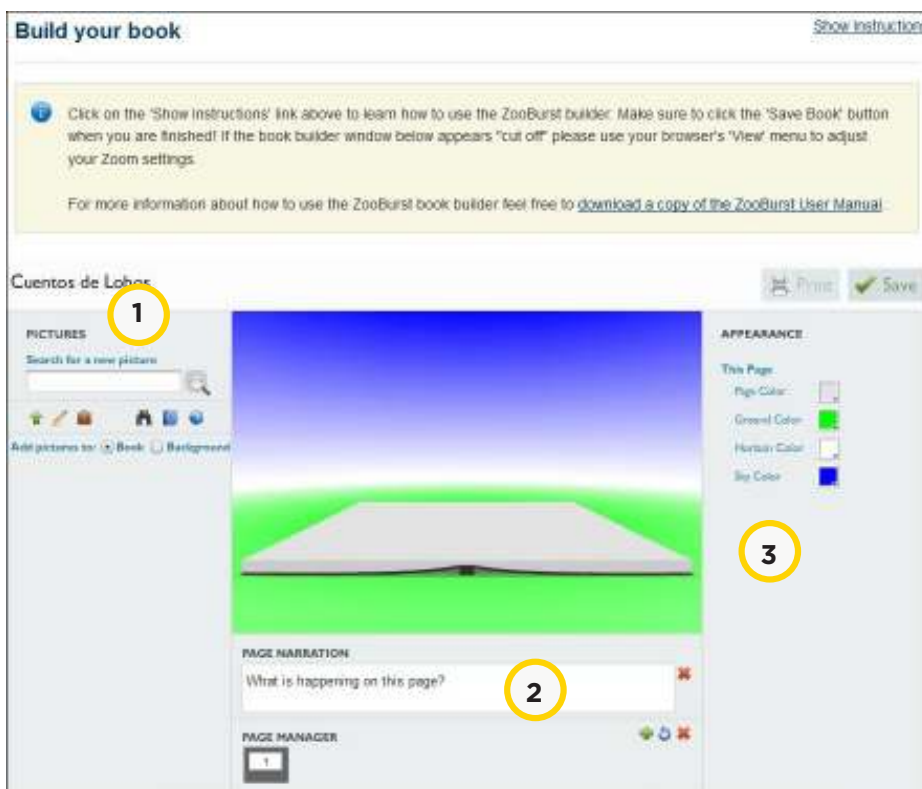 Build your book
Show Instruction
Click on the 'Show instructions' link above to learn how to use the ZooBurst builder. Make sure to click the 'Save Book' button
when you are finished! If the book builder window below appears "cut off" please use your browser's 'View' menu to adjust
your Zoom settings.
For more information about how to use the ZooBurst book builder feel free to download a copy of the ZooBurst User Manual.
Cuentos de Lobos
Print
Save
1
PICTURES
Search for a new picture
Add pictures to: Book Background
APPEARANCE
This Page
Page Color
Ground Color
Horizon Color
Sky Color
3
PAGE NARRATION
What is happening on this page?
2
PAGE MANAGER
1